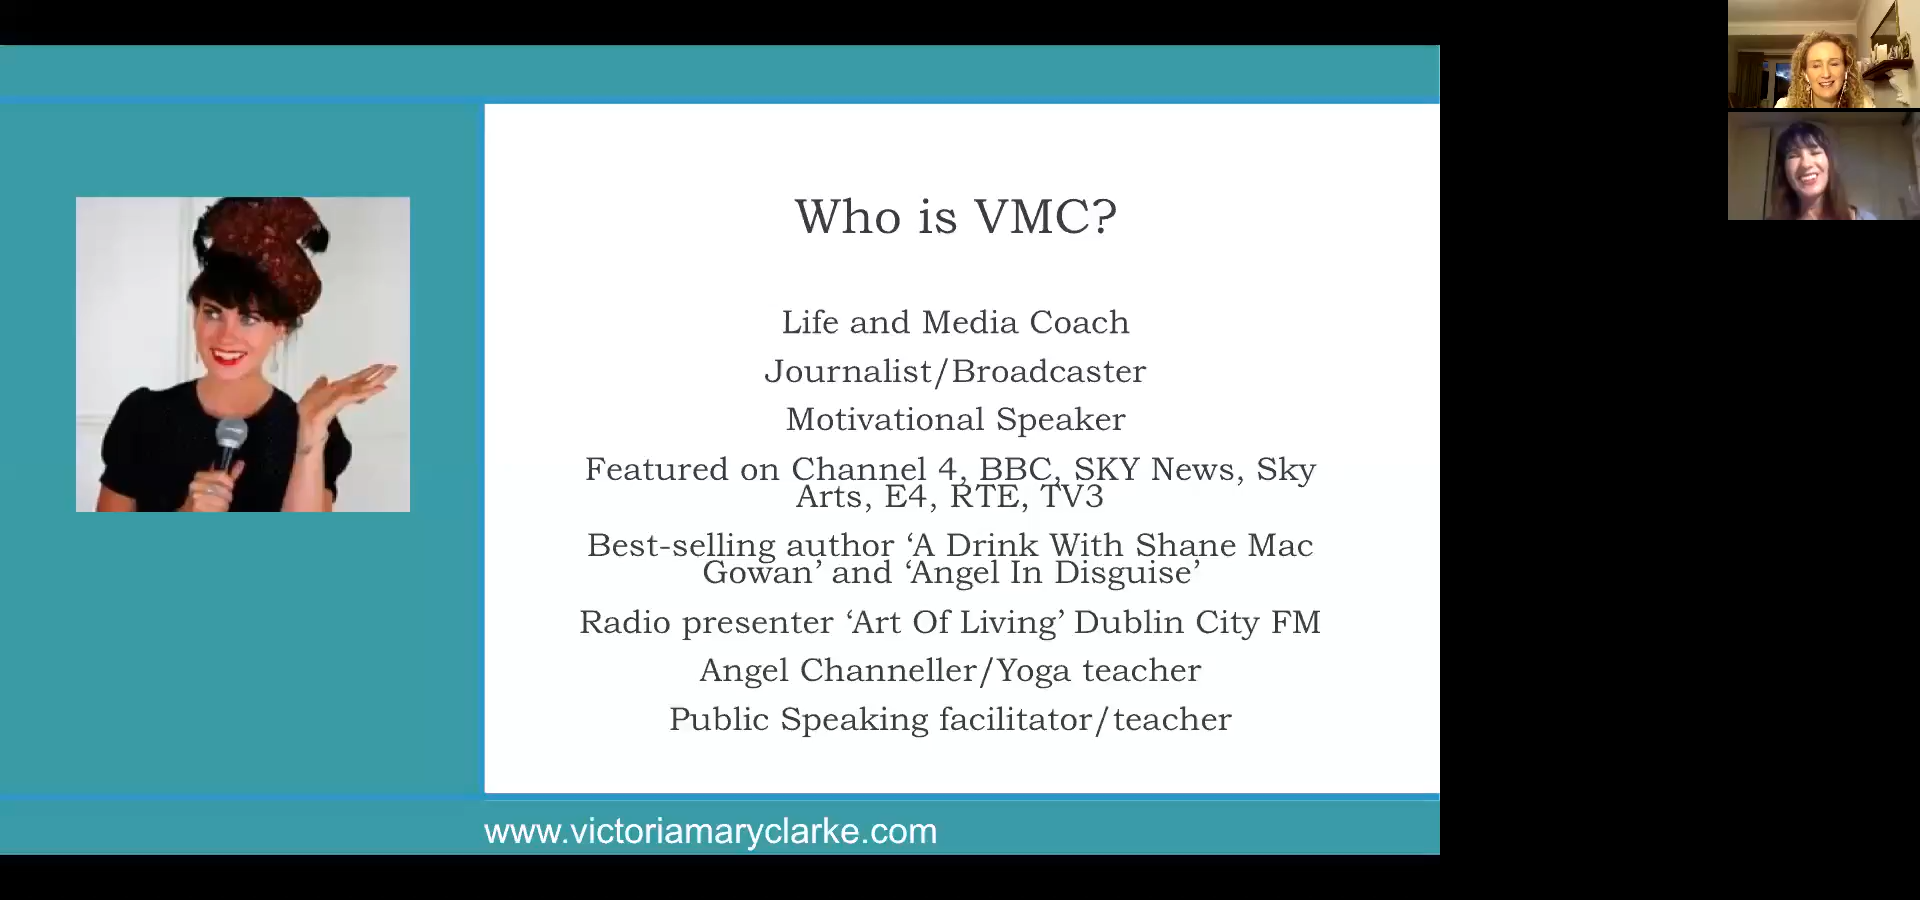 Who is VMC?
Life and Media Coach
Journalist/Broadcaster
Motivational Speaker
Featured on Channel 4, BBC, SKY News, Sky
Arts, E4, RTE, TV3
Best-selling author ‘A Drink With Shane Mac
Gowan’ and ‘Angel In Disguise’
Radio presenter ‘Art Of Living’ Dublin City FM
Angel Channeller/Yoga teacher
Public Speaking facilitator/teacher
www.victoriamaryclarke.com